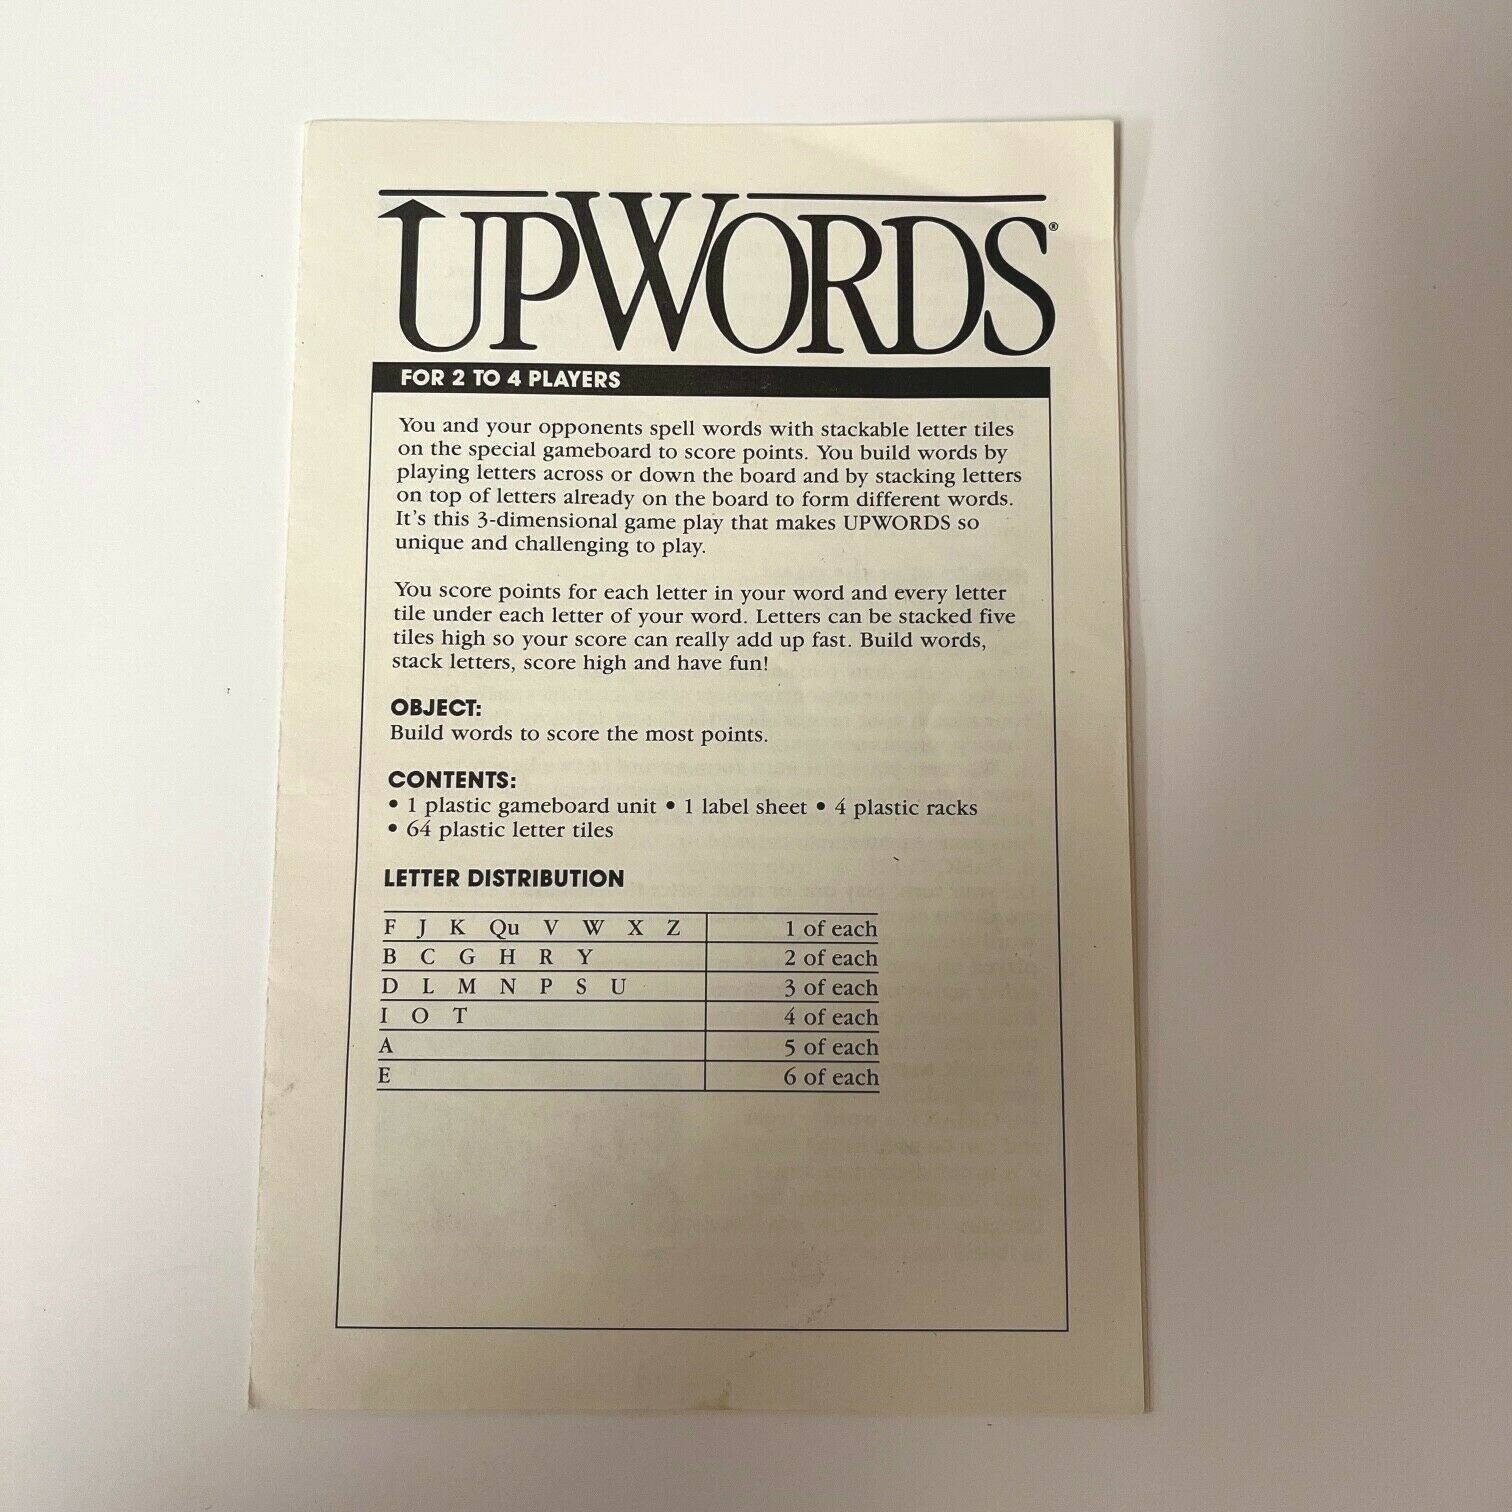 UPWORDS®
FOR 2 TO 4 PLAYERS
You and your opponents spell words with stackable letter tiles
on the special gameboard to score points. You build words by
playing letters across or down the board and by stacking letters
on top of letters already on the board to form different words.
It's this 3-dimensional game play that makes UPWORDS so
unique and challenging to play.
You score points for each letter in your word and every letter
tile under each letter of your word. Letters can be stacked five
tiles high so your score can really add up fast. Build words,
stack letters, score high and have fun!
OBJECT:
Build words to score the most points.
CONTENTS:
• 1 plastic gameboard unit • 1 label sheet • 4 plastic racks
• 64 plastic letter tiles
LETTER DISTRIBUTION
F J K Qu V W X Z 1 of each
B C G H R Y 2 of each
D L M N P S U 3 of each
I O T 4 of each
A 5 of each
E 6 of each